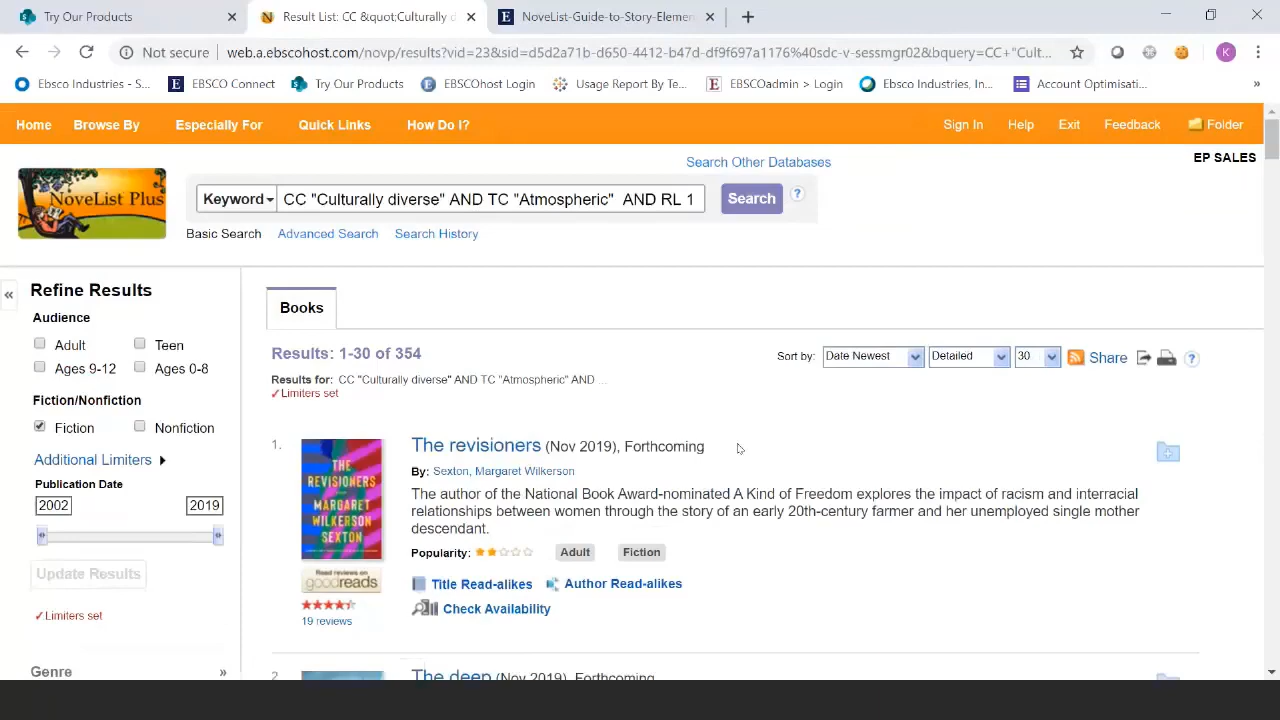 Try Our Products
Result List: CC &quot;Culturally d
NoveList-Guide-to-Story-Elemen
Not secure | web.a.ebscohost.com/novp/results?vid=23&sid=d5d2a71b-d650-4412-b47d-df9f697a1176%40sdc-v-sessmgr02&bquery=CC+"Cult...
K
Ebsco Industries - S...
EBSCO Connect
Try Our Products
EBSCOhost Login
Usage Report By Te...
EBSCOadmin > Login
Ebsco Industries, In...
Account Optimisati...
»
Home
Browse By
Especially For
Quick Links
How Do I?
Sign In
Help
Exit
Feedback
Folder
Search Other Databases
EP SALES
NoveList Plus
Keyword
CC "Culturally diverse" AND TC "Atmospheric" AND RL 1
Search
?
Basic Search
Advanced Search
Search History
«
Refine Results
Audience
Adult
Teen
Ages 9-12
Ages 0-8
Fiction/Nonfiction
Fiction
Nonfiction
Additional Limiters
Publication Date
2002
2019
Update Results
✓Limiters set
Genre »
Books
Results: 1-30 of 354
Sort by:
Date Newest
Detailed
30
Share
?
Results for: CC "Culturally diverse" AND TC "Atmospheric" AND ...
✓Limiters set
1.
The revisioners (Nov 2019), Forthcoming
By: Sexton, Margaret Wilkerson
The author of the National Book Award-nominated A Kind of Freedom explores the impact of racism and interracial
relationships between women through the story of an early 20th-century farmer and her unemployed single mother
descendant.
Popularity:
Adult
Fiction
Title Read-alikes
Author Read-alikes
Check Availability
THE
REVISIONERS
MARGARET
WILKERSON
SEXTON
Read reviews on
goodreads
19 reviews
2.
The deep (Nov 2019), Forthcoming